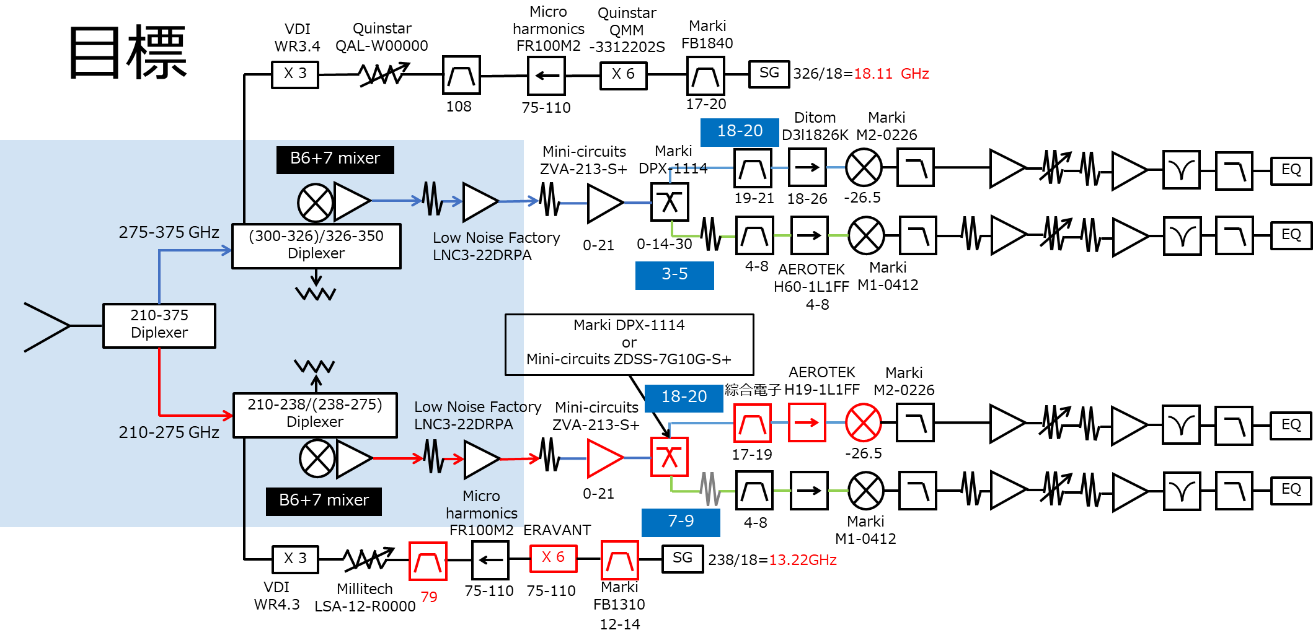 目標
VDI
WR3.4
X 3
Quinstar
QAL-W00000
108
Micro
harmonics
FR100M2
75-110
Quinstar
QMM
-3312202S
X 6
Marki
FB1840
17-20
SG
326/18=18.11 GHz
B6+7 mixer
275-375 GHz
(300-326)/326-350
Diplexer
Low Noise Factory
LNC3-22DRPA
Mini-circuits
ZVA-213-S+
0-21
Marki
DPX-1114
0-14-30
18-20
19-21
Ditom
D3I1826K
18-26
Marki
M2-0226
-26.5
EQ
3-5
4-8
AEROTEK
H60-1L1FF
4-8
Marki
M1-0412
EQ
210-375
Diplexer
Marki DPX-1114
or
Mini-circuits ZDSS-7G10G-S+
210-238/(238-275)
Diplexer
210-275 GHz
B6+7 mixer
Low Noise Factory
LNC3-22DRPA
Mini-circuits
ZVA-213-S+
0-21
18-20
綜合電子
17-19
AEROTEK
H19-1L1FF
Marki
M2-0226
-26.5
EQ
7-9
4-8
Marki
M1-0412
EQ
X 3
VDI
WR4.3
Millitech
LSA-12-R0000
79
Micro
harmonics
FR100M2
75-110
ERAVANT
X 6
75-110
Marki
FB1310
12-14
SG
238/18=13.22GHz